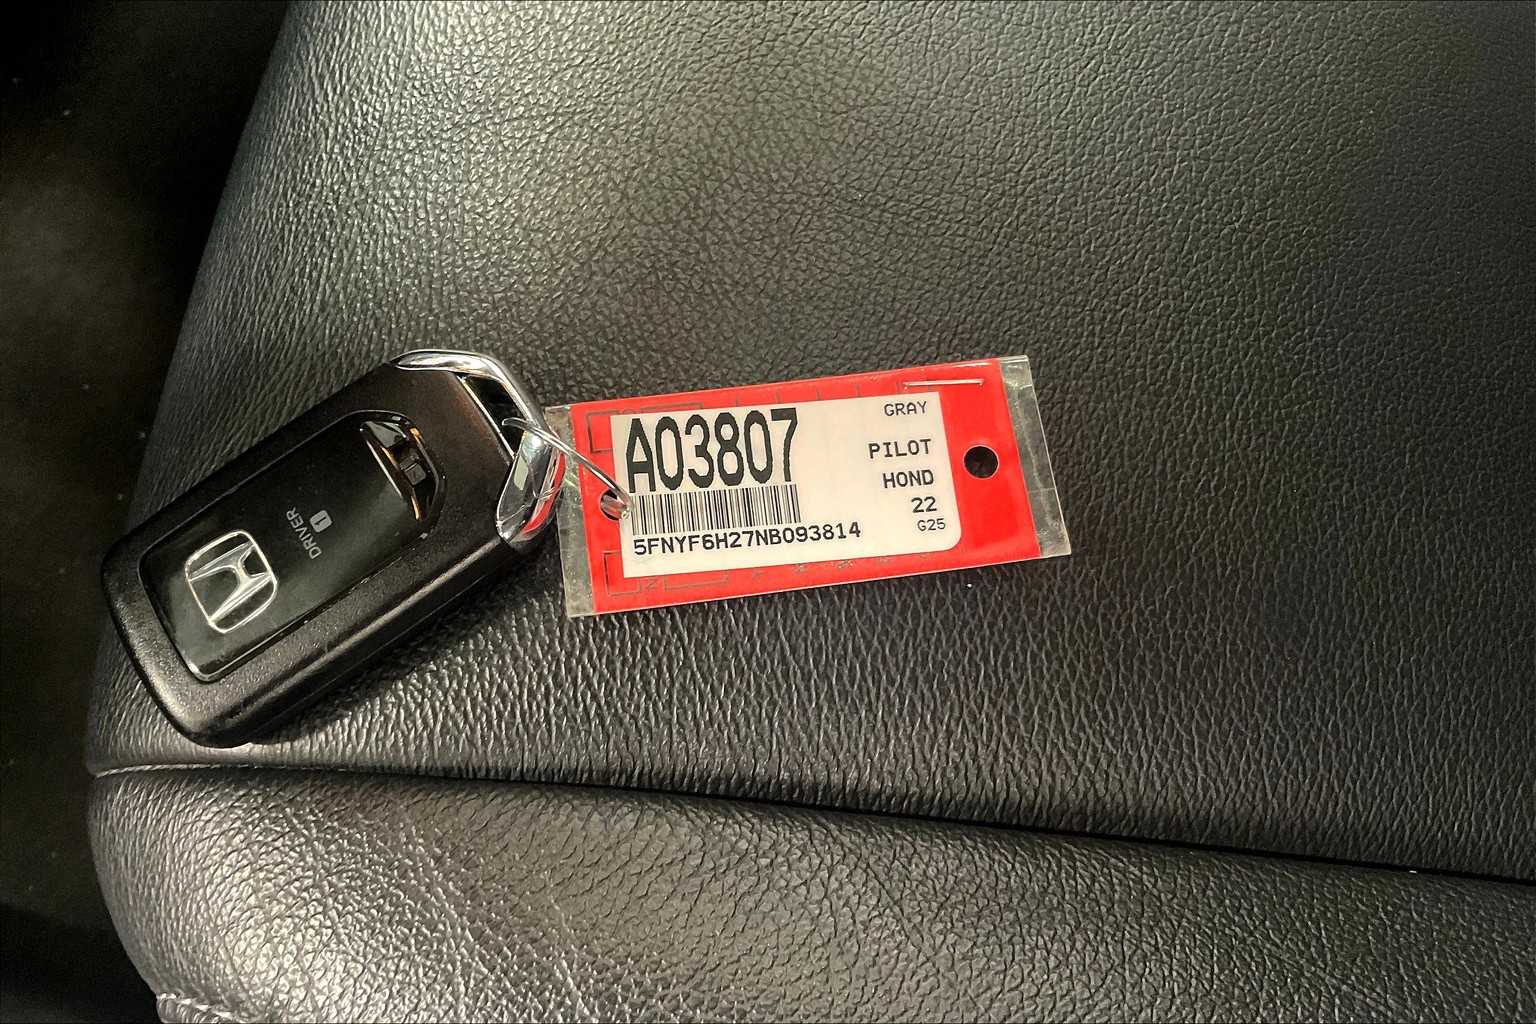 A03807
5FNYF6H27NB093814
GRAY
PILOT
HOND
22
G25
DRIVER 1